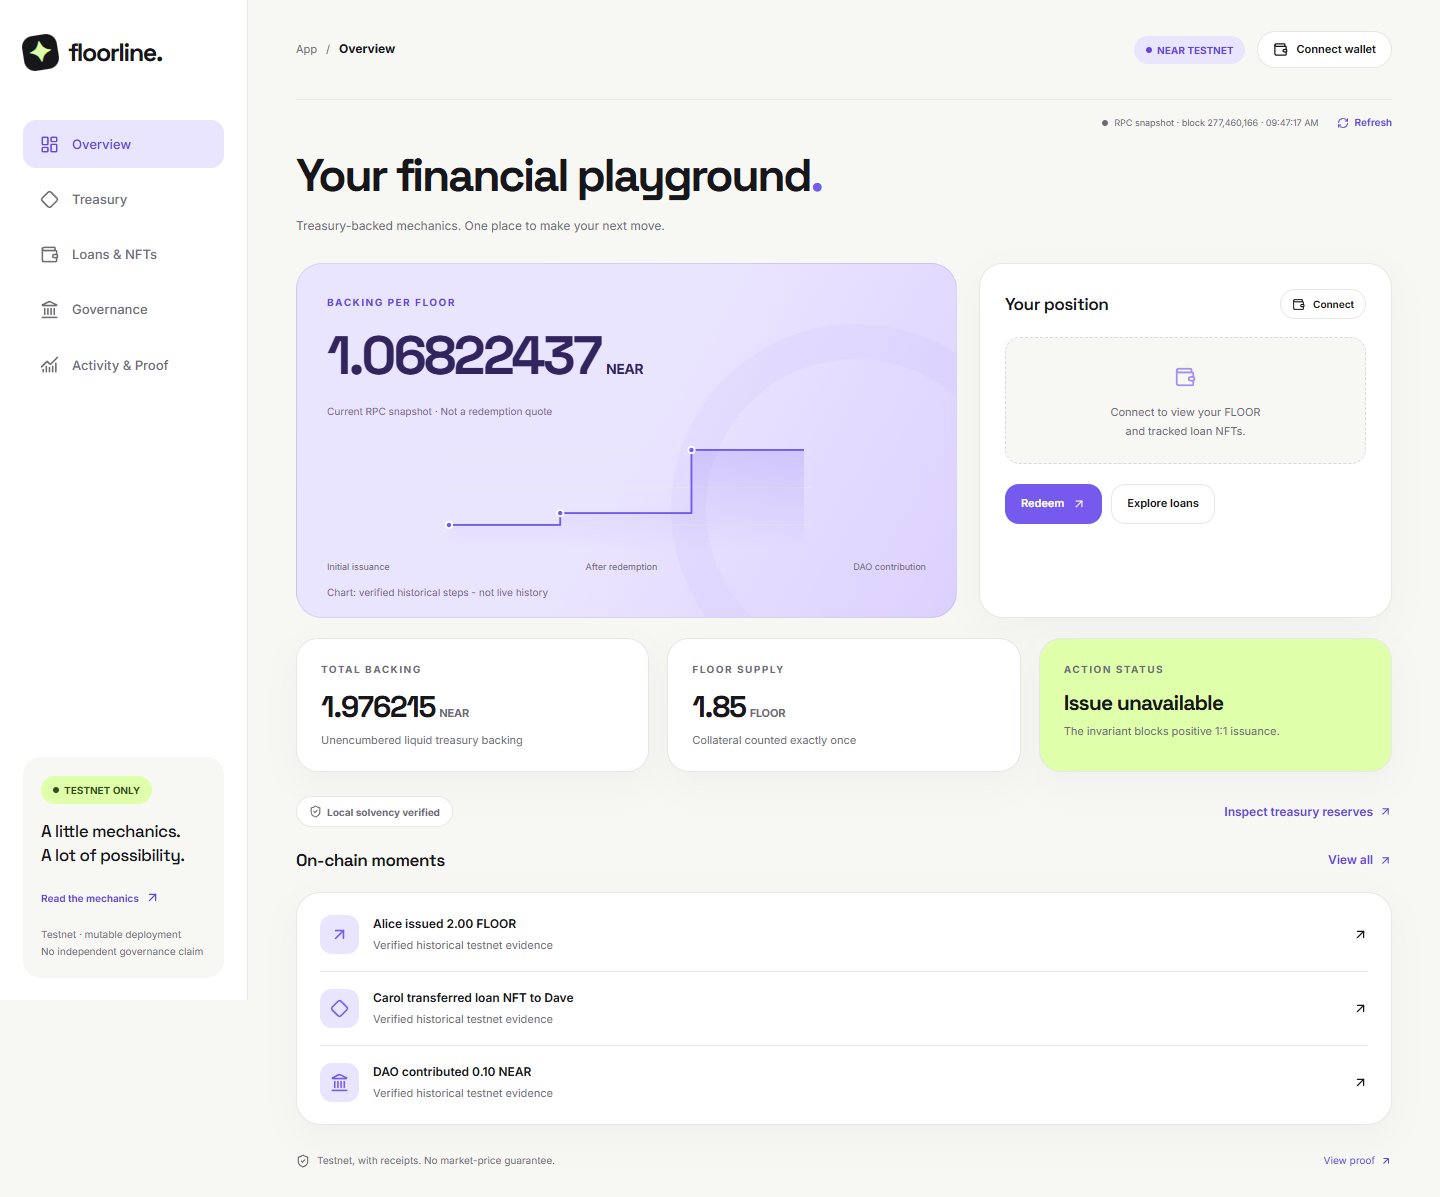 floorline.
Overview
Treasury
Loans & NFTs
Governance
Activity & Proof
TESTNET ONLY
A little mechanics.
A lot of possibility.
Read the mechanics
Testnet · mutable deployment
No independent governance claim
App / Overview
NEAR TESTNET
Connect wallet
RPC snapshot · block 277,460,166 · 09:47:17 AM
Refresh
Your financial playground.
Treasury-backed mechanics. One place to make your next move.
BACKING PER FLOOR
1.06822437 NEAR
Current RPC snapshot · Not a redemption quote
Initial issuance
After redemption
DAO contribution
Chart: verified historical steps - not live history
Your position
Connect
Connect to view your FLOOR
and tracked loan NFTs.
Redeem
Explore loans
TOTAL BACKING
1.976215 NEAR
Unencumbered liquid treasury backing
FLOOR SUPPLY
1.85 FLOOR
Collateral counted exactly once
ACTION STATUS
Issue unavailable
The invariant blocks positive 1:1 issuance.
Local solvency verified
Inspect treasury reserves
On-chain moments
View all
Alice issued 2.00 FLOOR
Verified historical testnet evidence
Carol transferred loan NFT to Dave
Verified historical testnet evidence
DAO contributed 0.10 NEAR
Verified historical testnet evidence
Testnet, with receipts. No market-price guarantee.
View proof